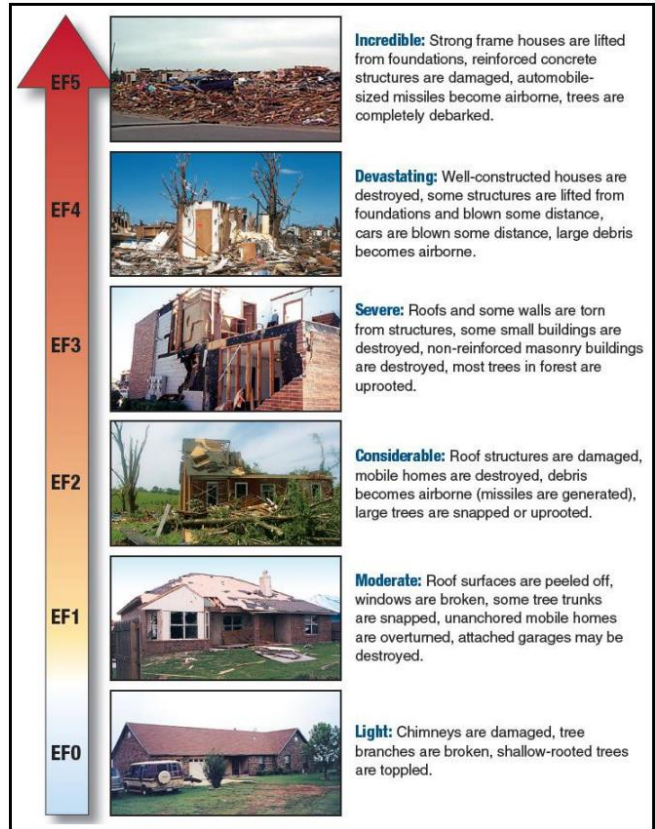 EF5
Incredible: Strong frame houses are lifted
from foundations, reinforced concrete
structures are damaged, automobile-
sized missiles become airborne, trees are
completely debarked.
EF4
Devastating: Well-constructed houses are
destroyed, some structures are lifted from
foundations and blown some distance,
cars are blown some distance, large debris
becomes airborne.
EF3
Severe: Roofs and some walls are torn
from structures, some small buildings are
destroyed, non-reinforced masonry buildings
are destroyed, most trees in forest are
uprooted.
EF2
Considerable: Roof structures are damaged,
mobile homes are destroyed, debris
becomes airborne (missiles are generated),
large trees are snapped or uprooted.
EF1
Moderate: Roof surfaces are peeled off,
windows are broken, some tree trunks
are snapped, unanchored mobile homes
are overturned, attached garages may be
destroyed.
EF0
Light: Chimneys are damaged, tree
branches are broken, shallow-rooted trees
are toppled.